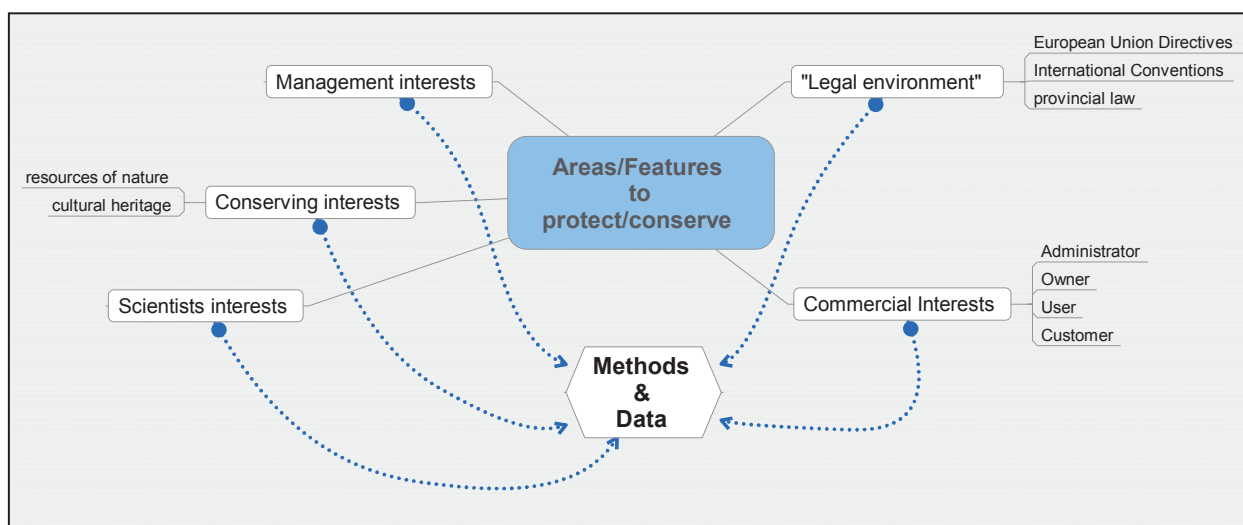 Management interests
resources of nature
cultural heritage
Conserving interests
Scientists interests
Areas/Features
to
protect/conserve
"Legal environment"
European Union Directives
International Conventions
provincial law
Commercial Interests
Administrator
Owner
User
Customer
Methods
&
Data